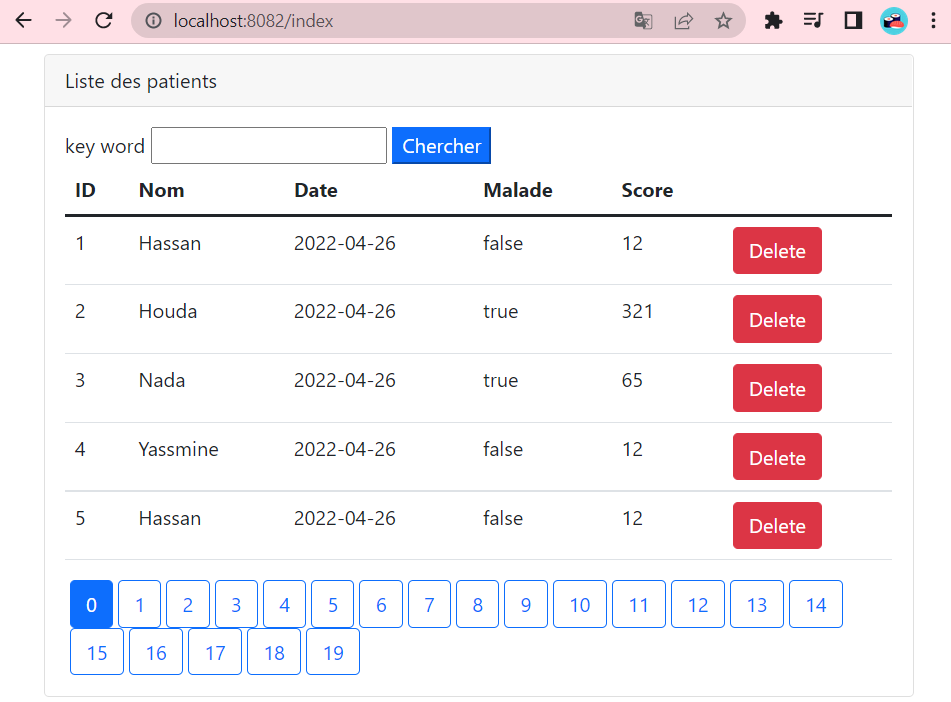 localhost:8082/index
Liste des patients
key word Chercher
ID Nom Date Malade Score
1 Hassan 2022-04-26 false 12 Delete
2 Houda 2022-04-26 true 321 Delete
3 Nada 2022-04-26 true 65 Delete
4 Yassmine 2022-04-26 false 12 Delete
5 Hassan 2022-04-26 false 12 Delete
0 1 2 3 4 5 6 7 8 9 10 11 12 13 14
15 16 17 18 19